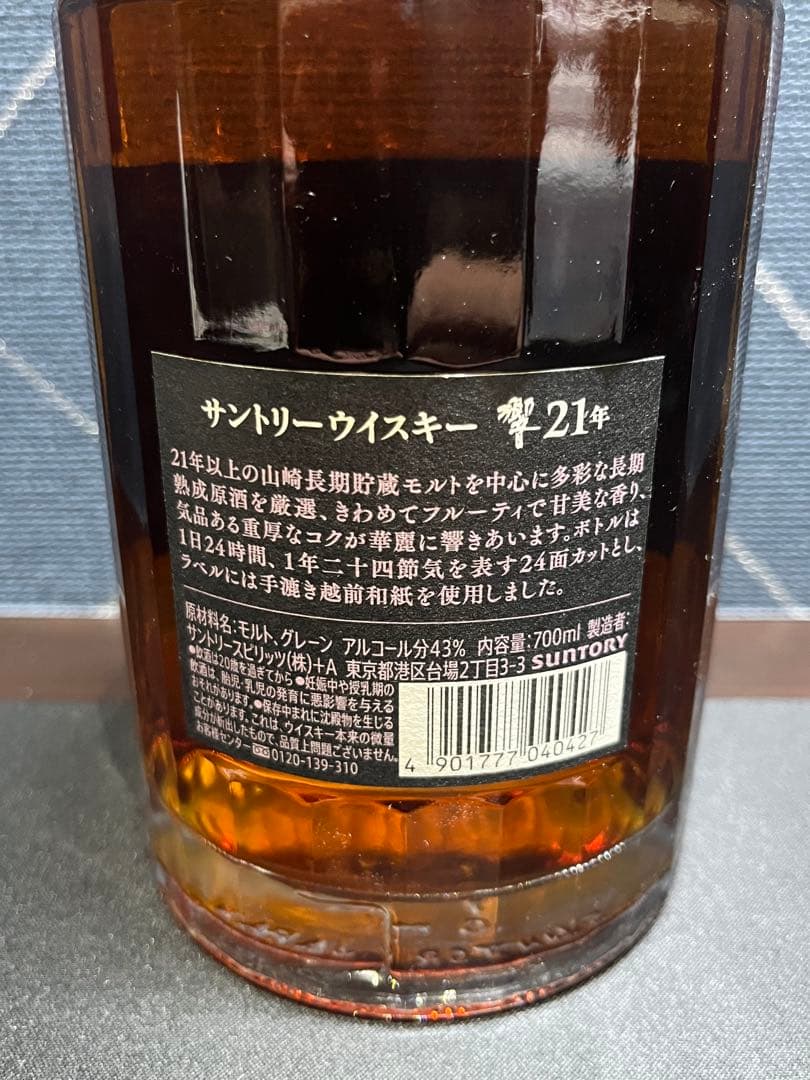 サントリーウイスキー 響21年
21年以上の山崎長期貯蔵モルトを中心に多彩な長期
熟成原酒を厳選、きわめてフルーティで甘美な香り、
気品ある重厚なコクが華麗に響きあいます。ボトルは
1日24時間、1年二十四節気を表す24面カットとし、
ラベルには手漉き越前和紙を使用しました。
原材料名:モルト、グレーン アルコール分43% 内容量:700ml 製造者:
サントリースピリッツ(株)+A 東京都港区台場2丁目3-3 SUNTORY
●飲酒は20歳を過ぎてから ●妊娠中や授乳期の
飲酒は、胎児・乳児の発育に悪影響を与える
おそれがあります。●保存中まれに沈殿物を生じる
ことがあります。これは、ウイスキー本来の微量
成分が析出したもので、品質上問題ございません。
お客様センター 0120-139-310
4 901777 040427